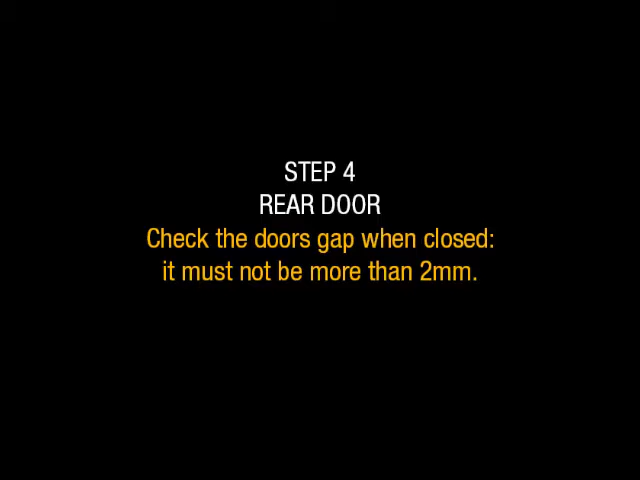 STEP 4
REAR DOOR
Check the doors gap when closed:
it must not be more than 2mm.